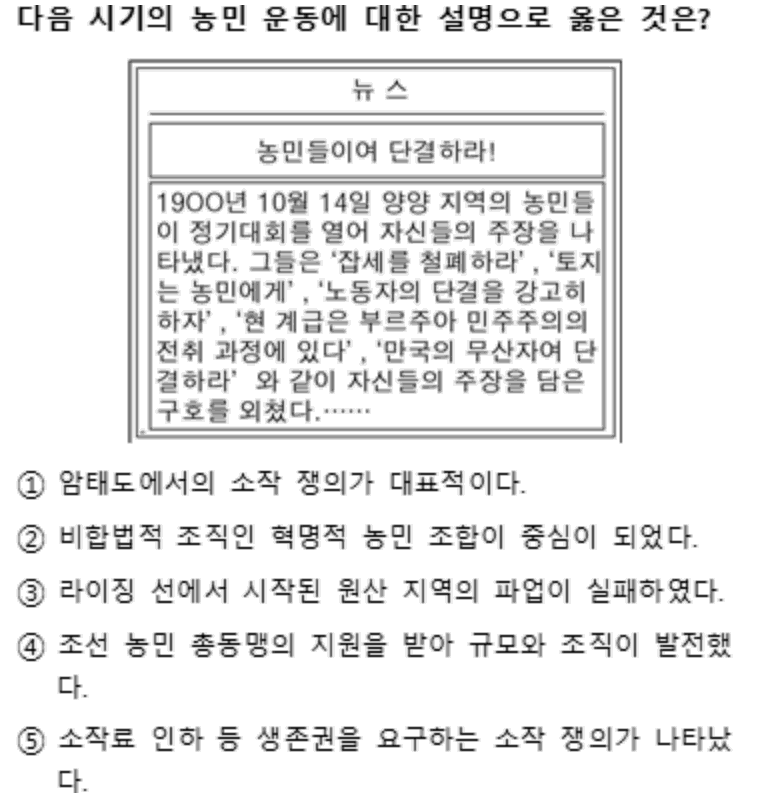 다음 시기의 농민 운동에 대한 설명으로 옳은 것은?
뉴 스
농민들이여 단결하라!
19OO년 10월 14일 양양 지역의 농민들
이 정기대회를 열어 자신들의 주장을 나
타냈다. 그들은 ‘잡세를 철폐하라’ , ‘토지
는 농민에게’ , ‘노동자의 단결을 강고히
하자’ , ‘현 계급은 부르주아 민주주의의
전취 과정에 있다’ , ‘만국의 무산자여 단
결하라’ 와 같이 자신들의 주장을 담은
구호를 외쳤다.……
① 암태도에서의 소작 쟁의가 대표적이다.
② 비합법적 조직인 혁명적 농민 조합이 중심이 되었다.
③ 라이징 선에서 시작된 원산 지역의 파업이 실패하였다.
④ 조선 농민 총동맹의 지원을 받아 규모와 조직이 발전했
다.
⑤ 소작료 인하 등 생존권을 요구하는 소작 쟁의가 나타났
다.